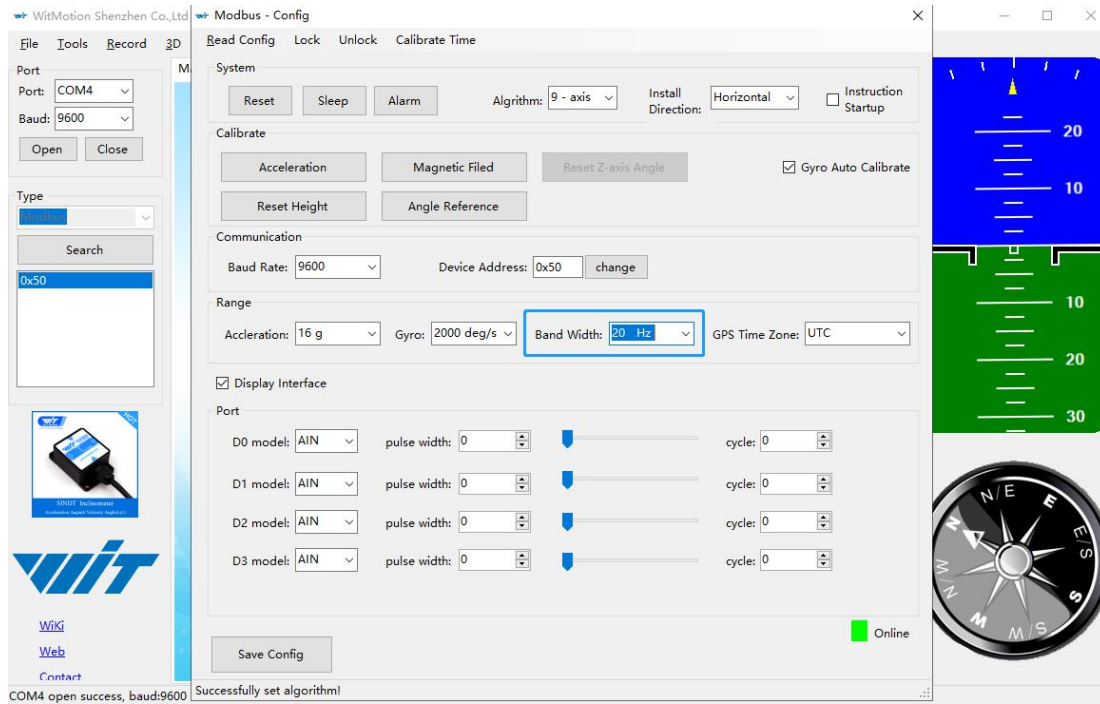 WitMotion Shenzhen Co.,Ltd
File Tools Record 3D
Port
Port: COM4
Baud: 9600
Open Close
Type
Modbus
Search
0x50
WIT
HOT
SINDT Inclinometer
WIT
WiKi
Web
Contact
COM4 open success, baud:9600
Modbus - Config
Read Config Lock Unlock Calibrate Time
System
Reset Sleep Alarm Algrithm: 9 - axis Install Direction: Horizontal Instruction Startup
Calibrate
Acceleration Magnetic Filed Reset Z-axis Angle Gyro Auto Calibrate
Reset Height Angle Reference
Communication
Baud Rate: 9600 Device Address: 0x50 change
Range
Accleration: 16 g Gyro: 2000 deg/s Band Width: 20 Hz GPS Time Zone: UTC
Display Interface
Port
D0 model: AIN pulse width: 0 cycle: 0
D1 model: AIN pulse width: 0 cycle: 0
D2 model: AIN pulse width: 0 cycle: 0
D3 model: AIN pulse width: 0 cycle: 0
Online
Save Config
Successfully set algorithm!
20
10
10
20
30
N
N/E
E
E/S
S
S/W
W
W/N